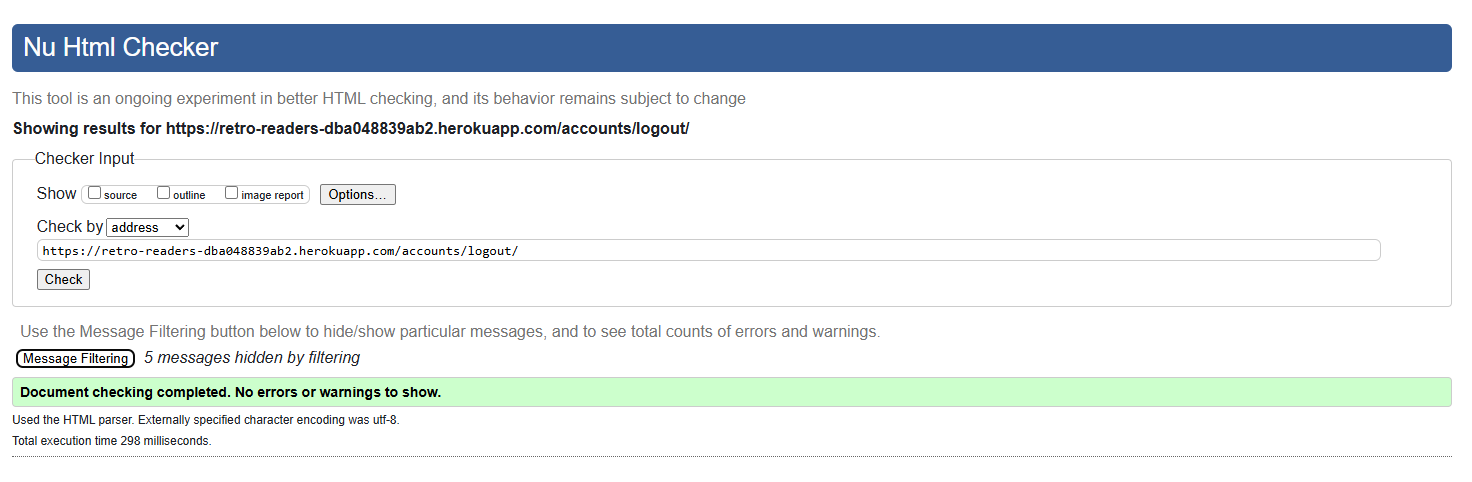 Nu Html Checker
This tool is an ongoing experiment in better HTML checking, and its behavior remains subject to change
Showing results for https://retro-readers-dba048839ab2.herokuapp.com/accounts/logout/
Checker Input
Show source outline image report Options...
Check by address
https://retro-readers-dba048839ab2.herokuapp.com/accounts/logout/
Check
Use the Message Filtering button below to hide/show particular messages, and to see total counts of errors and warnings.
Message Filtering 5 messages hidden by filtering
Document checking completed. No errors or warnings to show.
Used the HTML parser. Externally specified character encoding was utf-8.
Total execution time 298 milliseconds.